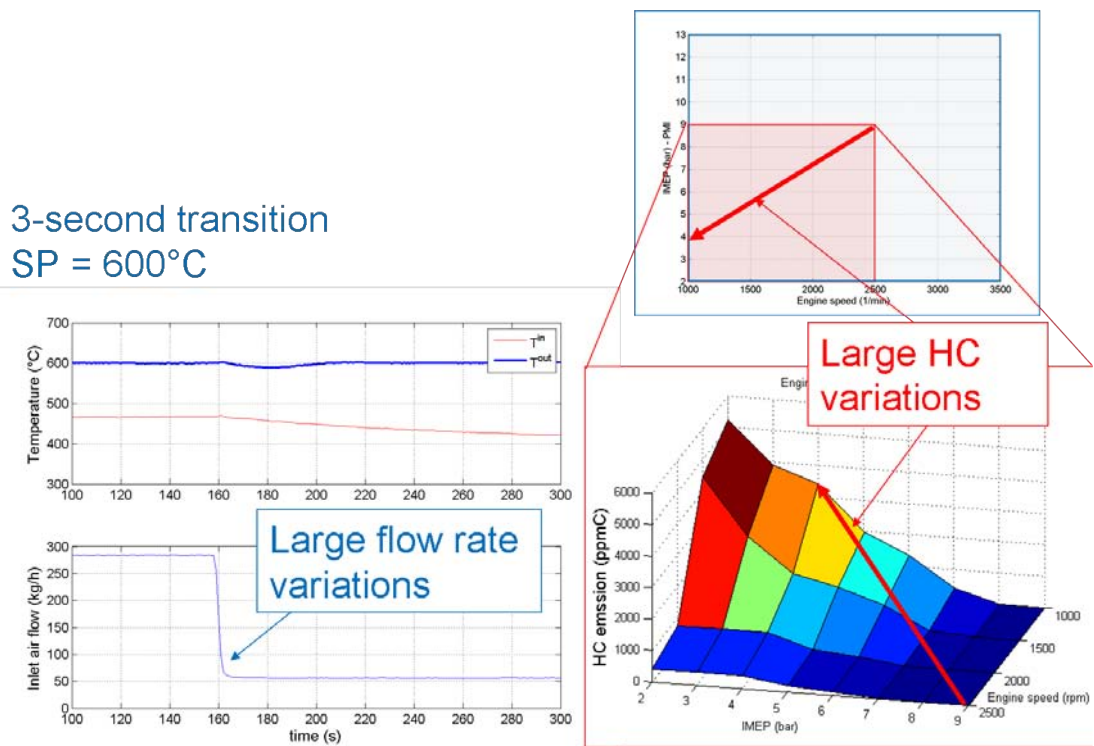 3-second transition
SP = 600°C
13
12
11
10
9
8
7
6
5
4
3
2
IMEP (bar) - PMI
1000 1500 2000 2500 3000 3500
Engine speed (1/min)
Large HC
variations
700
600
500
400
300
Temperature (°C)
T in
T out
100 120 140 160 180 200 220 240 260 280 300
300
250
200
150
100
50
0
Inlet air flow (kg/h)
Large flow rate
variations
100 120 140 160 180 200 220 240 260 280 300
time (s)
6000
5000
4000
3000
2000
1000
0
HC emssion (ppmC)
2 3 4 5 6 7 8 9
IMEP (bar)
1000
1500
2000
2500
Engine speed (rpm)